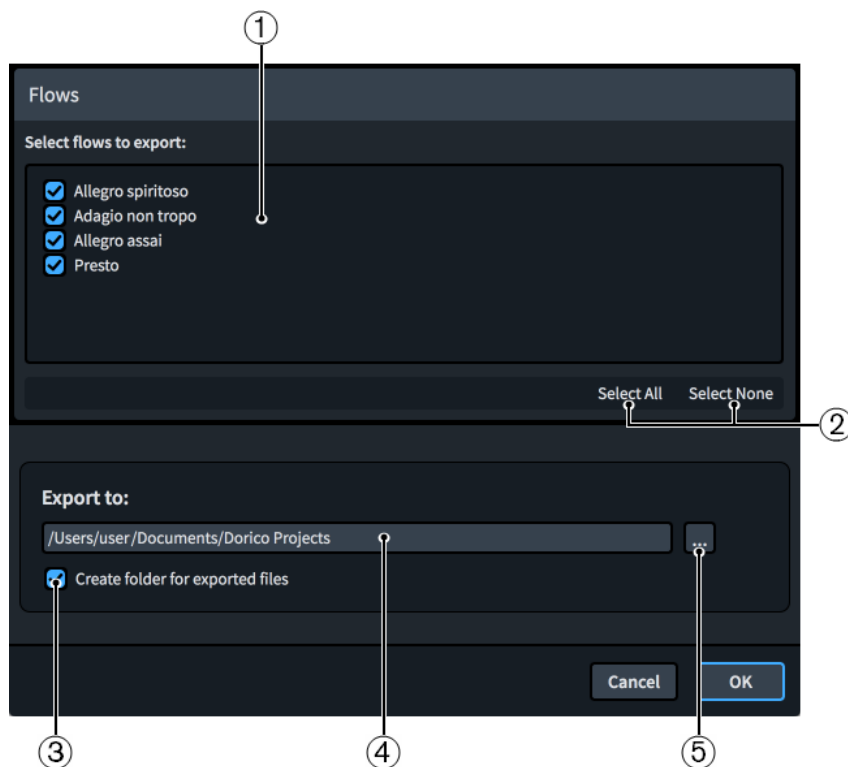 ①
Flows
Select flows to export:
Allegro spiritoso
Adagio non tropo
Allegro assai
Presto
Select All Select None
②
Export to:
/Users/user/Documents/Dorico Projects ...
Create folder for exported files
Cancel OK
③ ④ ⑤